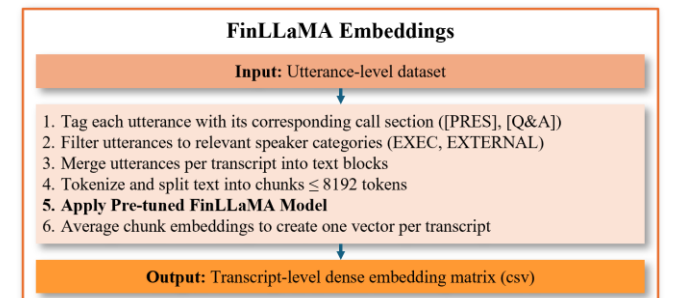 FinLLaMA Embeddings
Input: Utterance-level dataset
1. Tag each utterance with its corresponding call section ([PRES], [Q&A])
2. Filter utterances to relevant speaker categories (EXEC, EXTERNAL)
3. Merge utterances per transcript into text blocks
4. Tokenize and split text into chunks ≤ 8192 tokens
5. Apply Pre-tuned FinLLaMA Model
6. Average chunk embeddings to create one vector per transcript
Output: Transcript-level dense embedding matrix (csv)